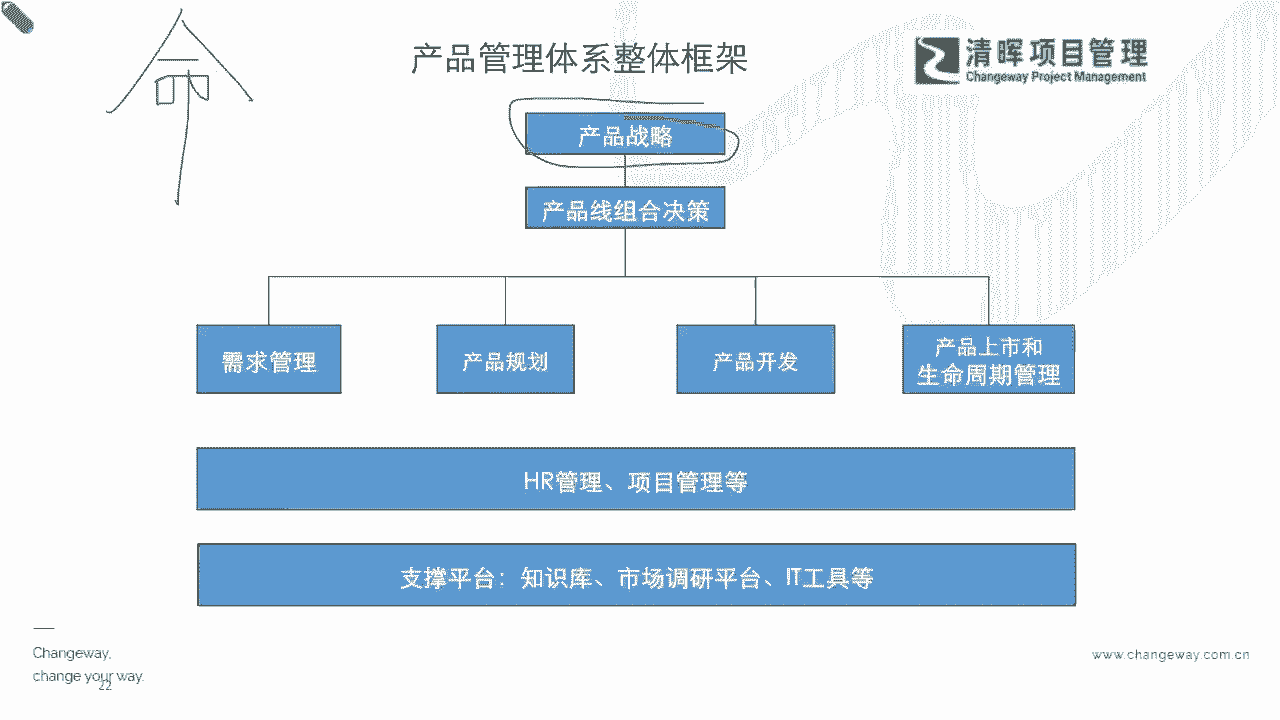 命
产品管理体系整体框架
清晖项目管理
Changeway Project Management
产品战略
产品线组合决策
需求管理
产品规划
产品开发
产品上市和
生命周期管理
HR管理、项目管理等
支撑平台：知识库、市场调研平台、IT工具等
Changeway,
change your way.
22
www.changeway.com.cn